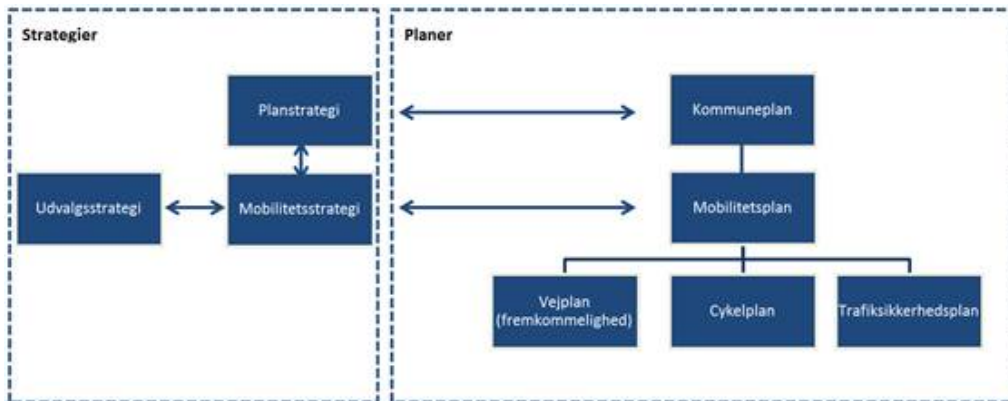 Strategier
Planstrategi
Udvalgsstrategi
Mobilitetsstrategi
Planer
Kommuneplan
Mobilitetsplan
Vejplan
(fremkommelighed)
Cykelplan
Trafiksikkerhedsplan